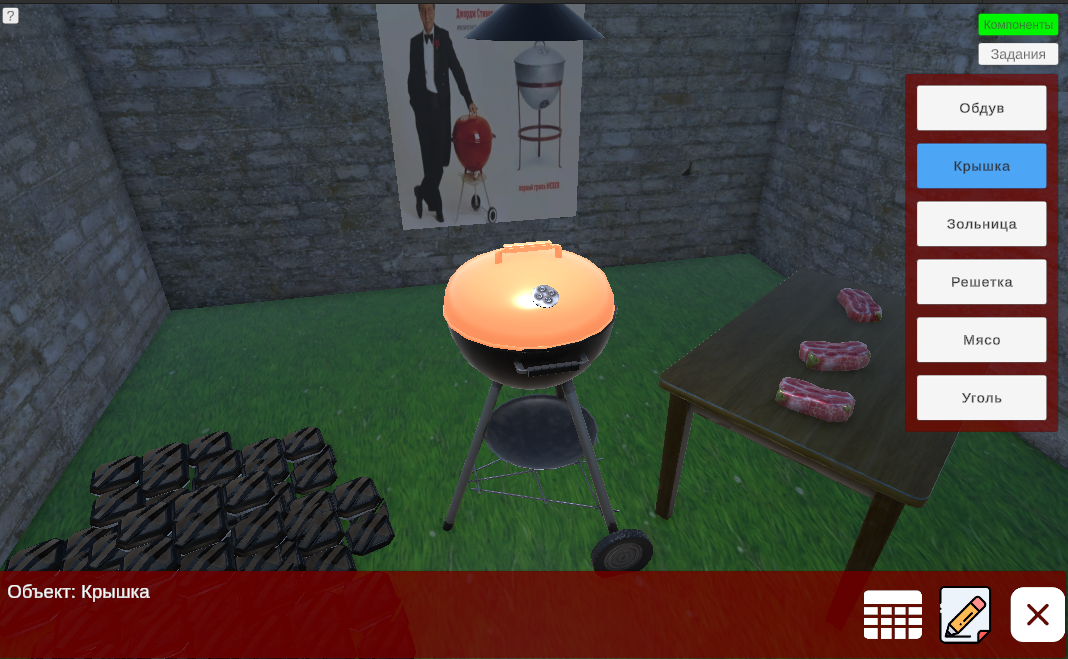 ?
Компоненты
Задания
Обдув
Крышка
Зольница
Решетка
Мясо
Уголь
Объект: Крышка